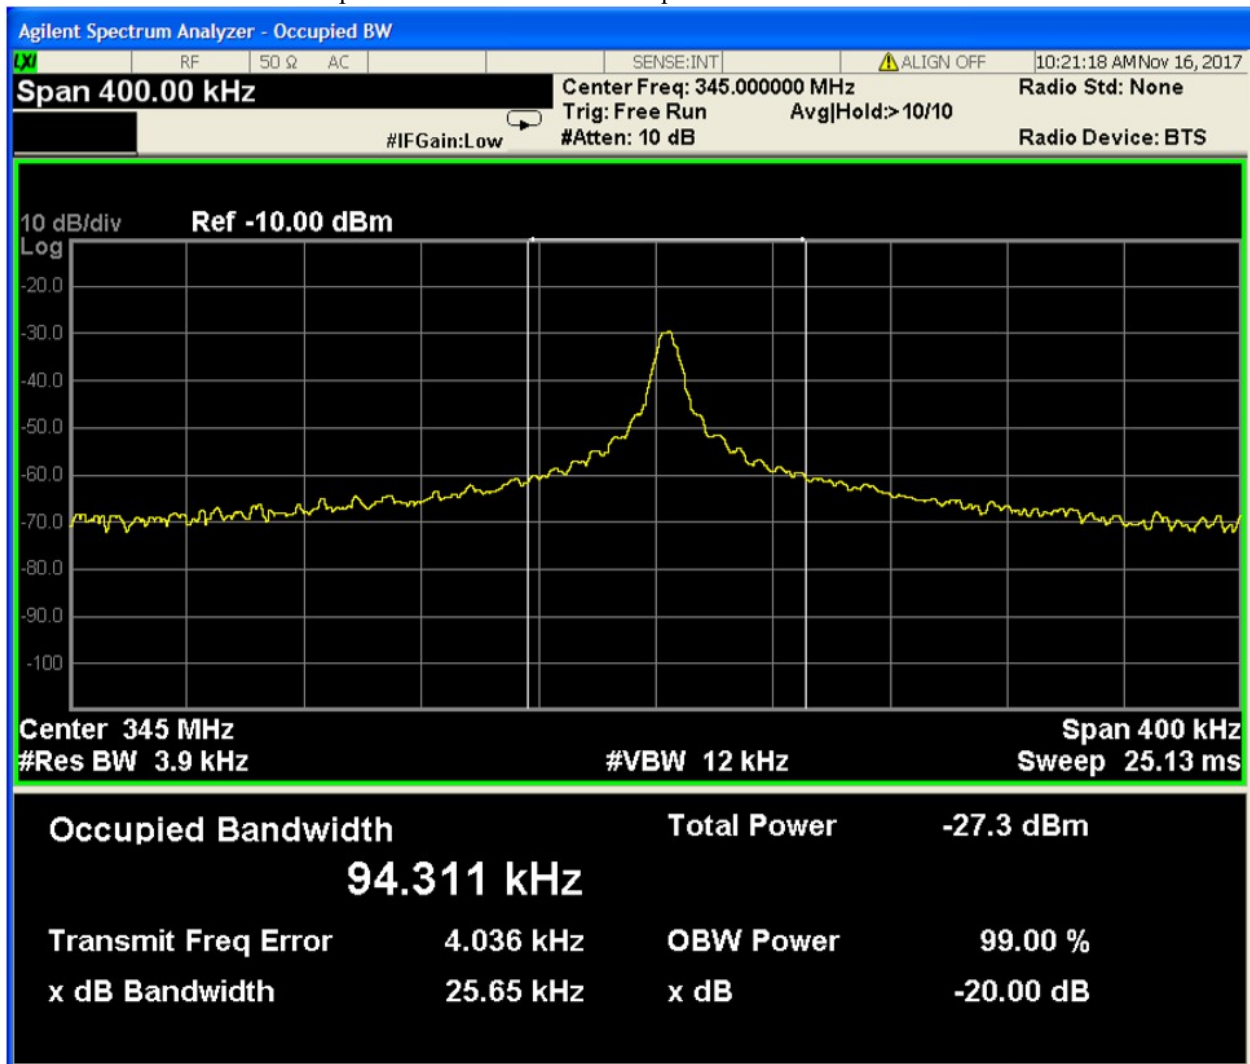 Agilent Spectrum Analyzer - Occupied BW
LXI RF 50 Ω AC SENSE:INT ALIGN OFF 10:21:18 AM Nov 16, 2017
Span 400.00 kHz
Center Freq: 345.000000 MHz
Radio Std: None
Trig: Free Run Avg|Hold:> 10/10
#IFGain:Low
#Atten: 10 dB
Radio Device: BTS
10 dB/div Ref -10.00 dBm
Log
-20.0
-30.0
-40.0
-50.0
-60.0
-70.0
-80.0
-90.0
-100
Center 345 MHz Span 400 kHz
#Res BW 3.9 kHz #VBW 12 kHz Sweep 25.13 ms
Occupied Bandwidth Total Power -27.3 dBm
94.311 kHz
Transmit Freq Error 4.036 kHz OBW Power 99.00 %
x dB Bandwidth 25.65 kHz x dB -20.00 dB